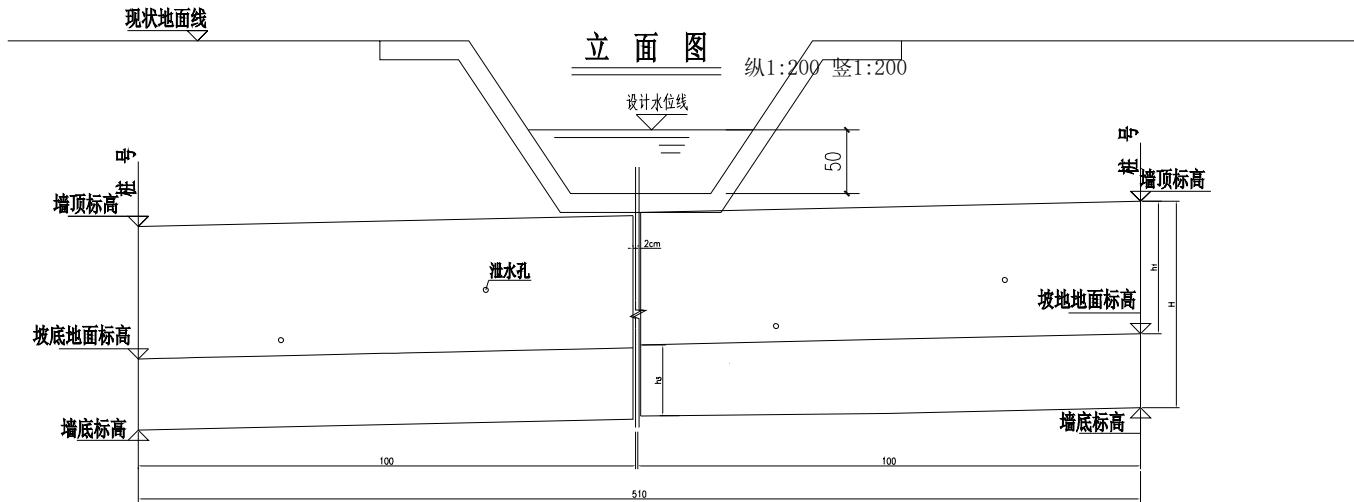 现状地面线
立 面 图
纵1:200 竖1:200
设计水位线
50
桩 号
桩 号
墙顶标高
墙顶标高
2cm
泄水孔
h1
H
坡地地面标高
坡底地面标高
h3
墙底标高
墙底标高
100
100
510